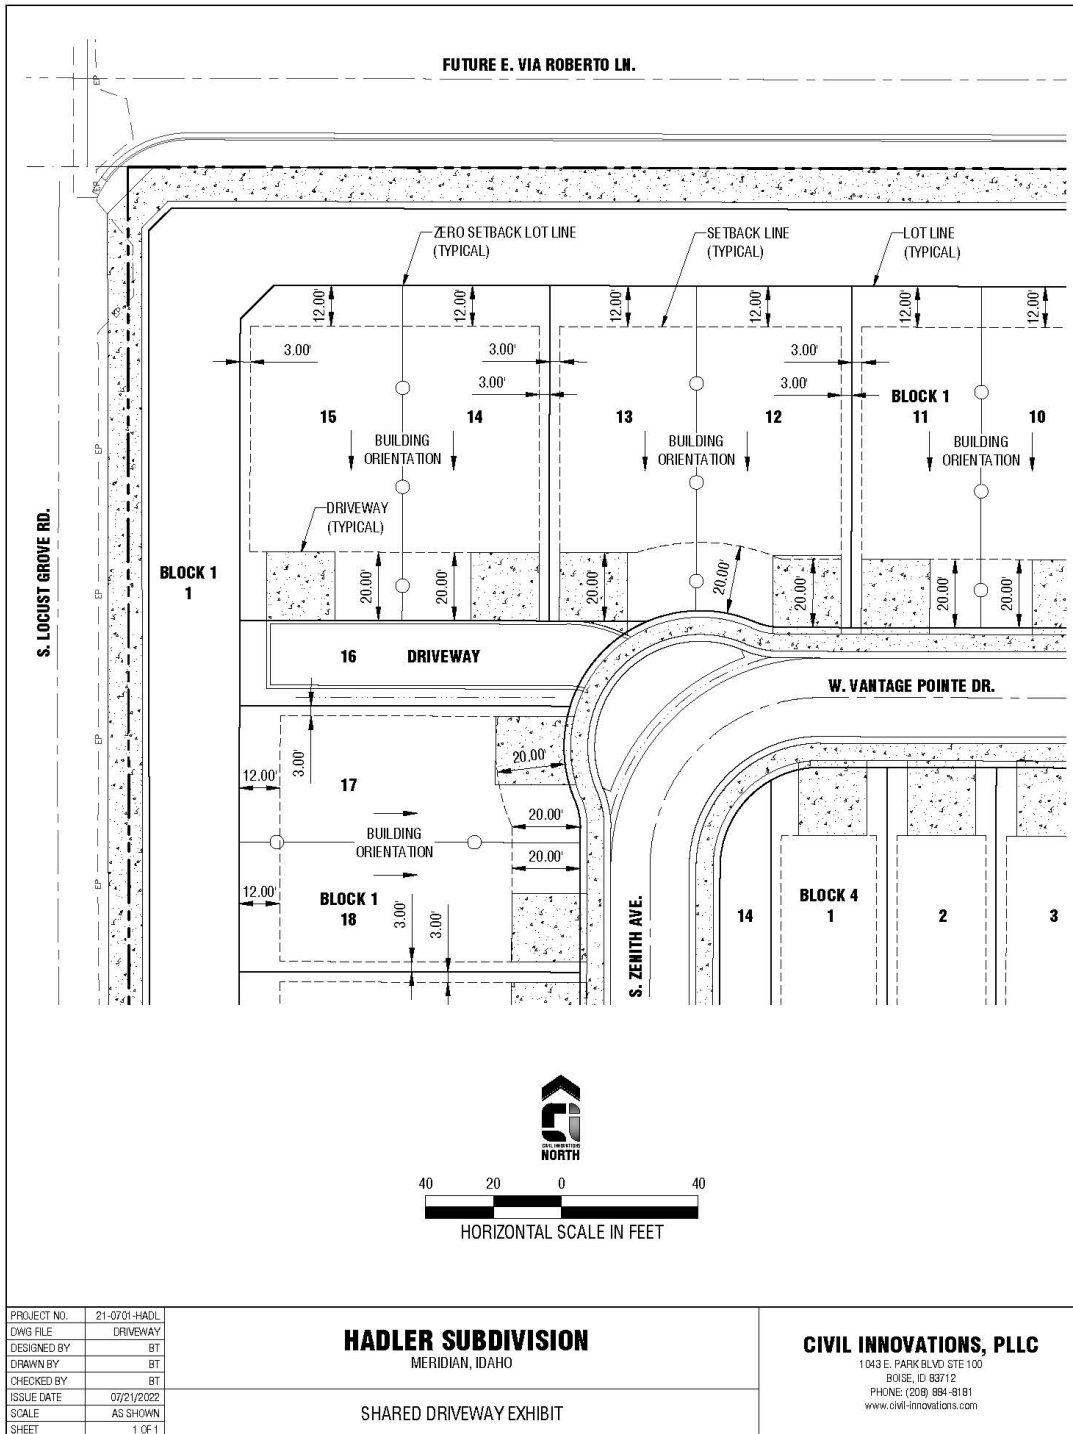 FUTURE E. VIA ROBERTO LN.
EP
EP
ZERO SETBACK LOT LINE
(TYPICAL)
SETBACK LINE
(TYPICAL)
LOT LINE
(TYPICAL)
12.00'
12.00'
12.00'
12.00'
12.00'
12.00'
3.00'
3.00'
3.00'
3.00'
3.00'
BLOCK 1
15
14
13
12
11
10
BUILDING
ORIENTATION
BUILDING
ORIENTATION
BUILDING
ORIENTATION
EP
DRIVEWAY
(TYPICAL)
S. LOCUST GROVE RD.
BLOCK 1
1
EP
20.00'
20.00'
20.00'
20.00'
20.00'
20.00'
20.00'
16
DRIVEWAY
W. VANTAGE POINTE DR.
EP
3.00'
20.00'
12.00'
17
20.00'
BUILDING
ORIENTATION
20.00'
EP
12.00'
BLOCK 1
18
3.00'
3.00'
S. ZENITH AVE.
14
BLOCK 4
1
2
3
CIVIL INNOVATIONS
NORTH
40
20
0
40
HORIZONTAL SCALE IN FEET
PROJECT NO. 21-0701-HADL
DWG FILE DRIVEWAY
DESIGNED BY BT
DRAWN BY BT
CHECKED BY BT
ISSUE DATE 07/21/2022
SCALE AS SHOWN
SHEET 1 OF 1
HADLER SUBDIVISION
MERIDIAN, IDAHO
SHARED DRIVEWAY EXHIBIT
CIVIL INNOVATIONS, PLLC
1043 E. PARK BLVD STE 100
BOISE, ID 83712
PHONE: (208) 884-8181
www.civil-innovations.com